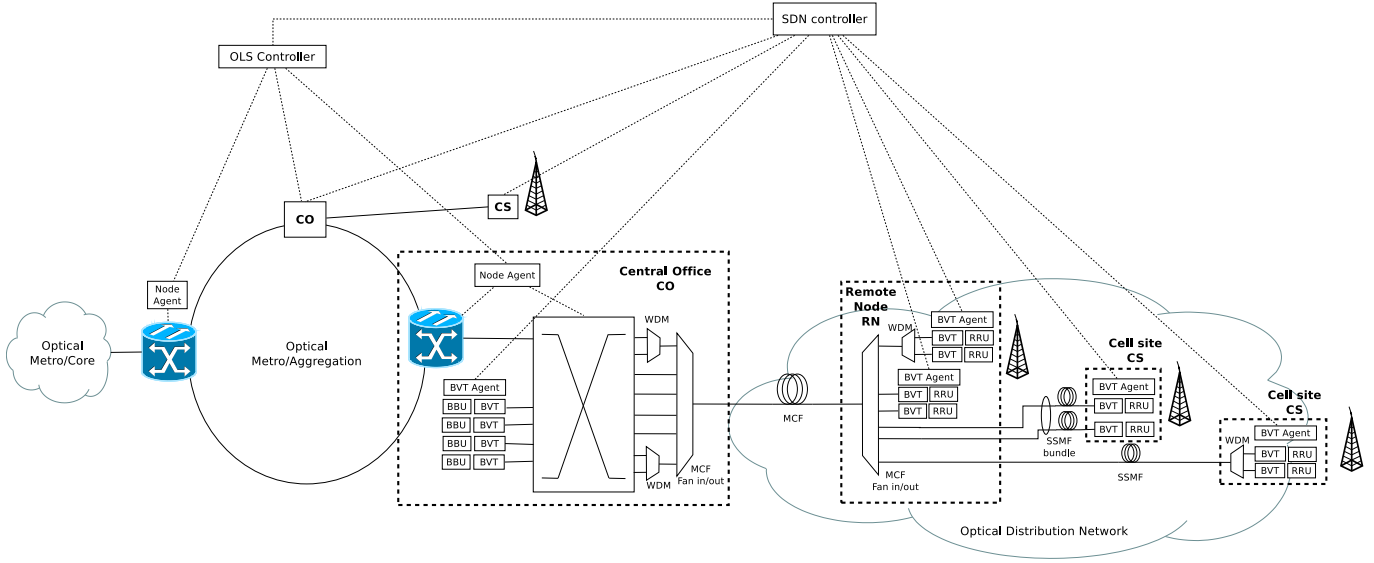 SDN controller
OLS Controller
CO
CS
Node
Agent
Optical
Metro/Core
Optical
Metro/Aggregation
Central Office
CO
Node Agent
BVT Agent
BBU
BVT
BBU
BVT
BBU
BVT
BBU
BVT
WDM
WDM
MCF
Fan in/out
MCF
Remote
Node
RN
WDM
BVT Agent
BVT
RRU
BVT
RRU
BVT Agent
BVT
RRU
BVT
RRU
MCF
Fan in/out
SSMF
bundle
Cell site
CS
BVT Agent
BVT
RRU
BVT
RRU
SSMF
Cell site
CS
WDM
BVT Agent
BVT
RRU
BVT
RRU
Optical Distribution Network